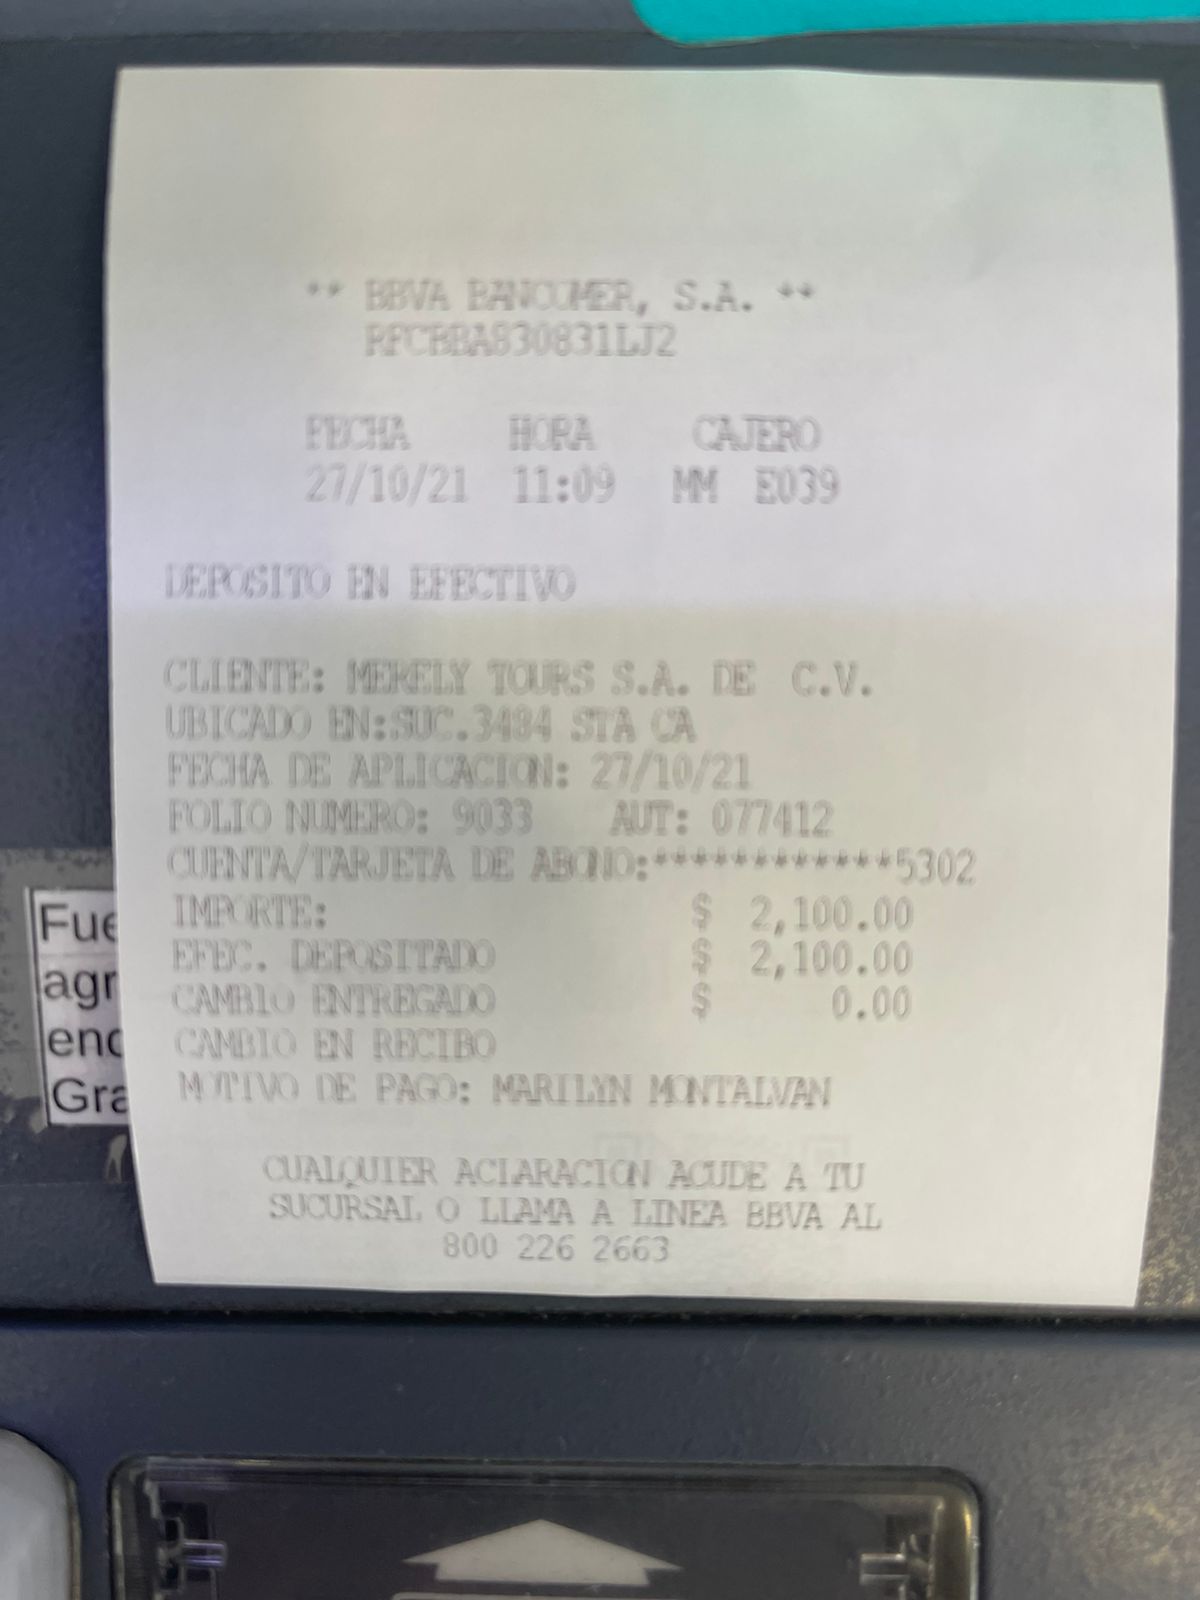 ** BBVA BANCOMER, S.A. **
RFCBBA830831LJ2
FECHA HORA CAJERO
27/10/21 11:09 MM E039
DEPOSITO EN EFECTIVO
CLIENTE: MERELY TOURS S.A. DE C.V.
UBICADO EN:SUC.3484 STA CA
FECHA DE APLICACION: 27/10/21
FOLIO NUMERO: 9033 AUT: 077412
CUENTA/TARJETA DE ABONO:************5302
IMPORTE: $ 2,100.00
EFEC. DEPOSITADO $ 2,100.00
CAMBIO ENTREGADO $ 0.00
CAMBIO EN RECIBO
MOTIVO DE PAGO: MARILYN MONTALVAN
CUALQUIER ACLARACION ACUDE A TU
SUCURSAL O LLAMA A LINEA BBVA AL
800 226 2663
Fue
agr
enc
Gra